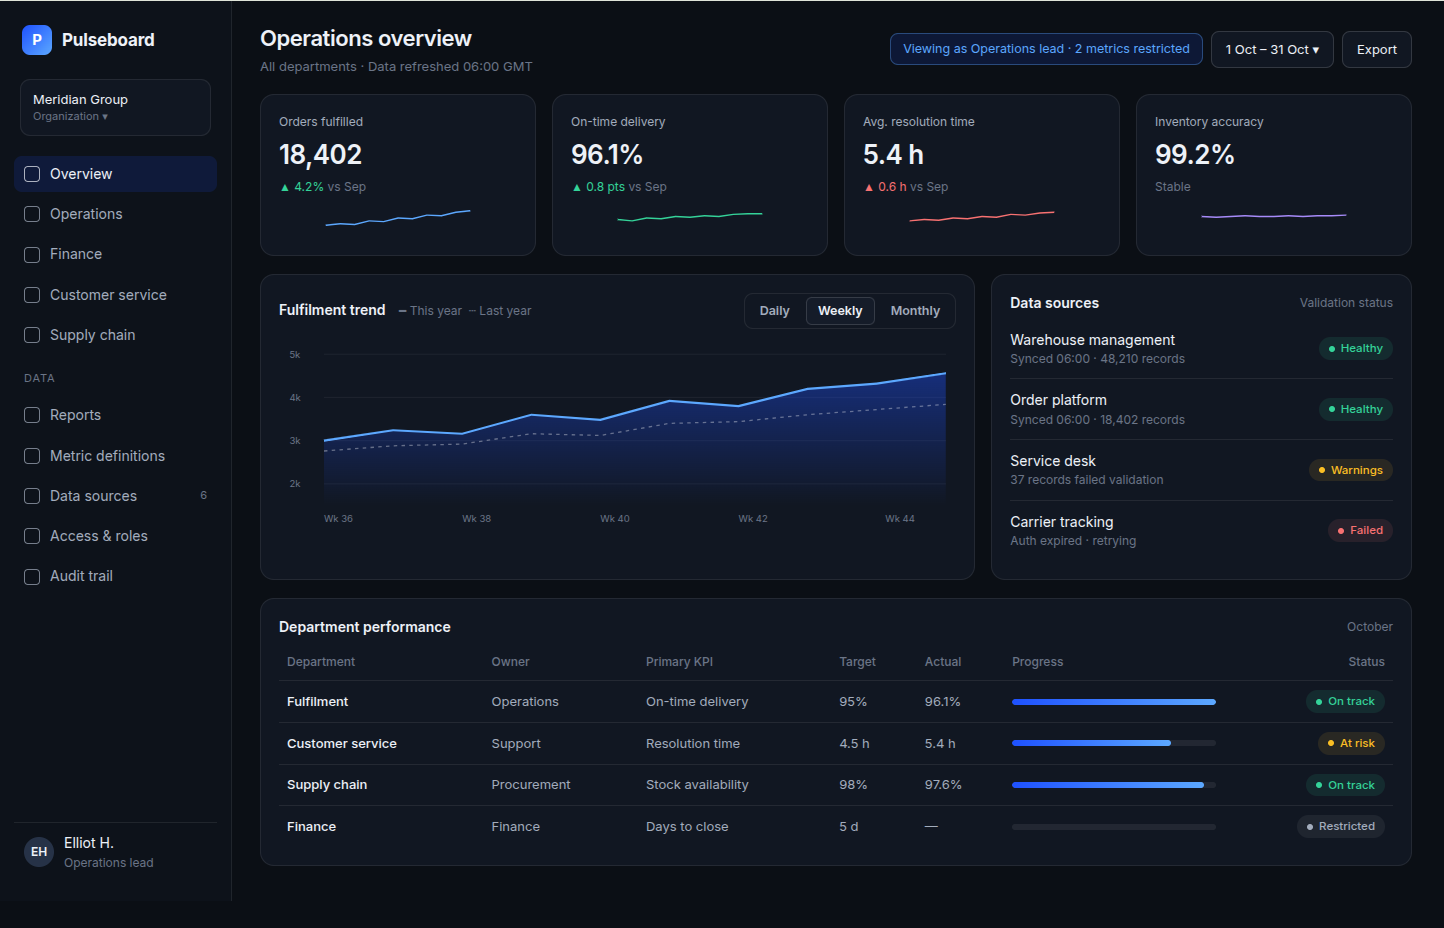 P Pulseboard
Meridian Group
Organization ▾
Overview
Operations
Finance
Customer service
Supply chain
DATA
Reports
Metric definitions
Data sources 6
Access & roles
Audit trail
EH
Elliot H.
Operations lead
Operations overview
All departments · Data refreshed 06:00 GMT
Viewing as Operations lead · 2 metrics restricted
1 Oct – 31 Oct ▾
Export
Orders fulfilled
18,402
▲ 4.2% vs Sep
On-time delivery
96.1%
▲ 0.8 pts vs Sep
Avg. resolution time
5.4 h
▲ 0.6 h vs Sep
Inventory accuracy
99.2%
Stable
Fulfilment trend
━ This year ┄ Last year
Daily Weekly Monthly
5k
4k
3k
2k
Wk 36 Wk 38 Wk 40 Wk 42 Wk 44
Data sources Validation status
Warehouse management
Synced 06:00 · 48,210 records
Healthy
Order platform
Synced 06:00 · 18,402 records
Healthy
Service desk
37 records failed validation
Warnings
Carrier tracking
Auth expired · retrying
Failed
Department performance October
Department Owner Primary KPI Target Actual Progress Status
Fulfilment Operations On-time delivery 95% 96.1% On track
Customer service Support Resolution time 4.5 h 5.4 h At risk
Supply chain Procurement Stock availability 98% 97.6% On track
Finance Finance Days to close 5 d — Restricted